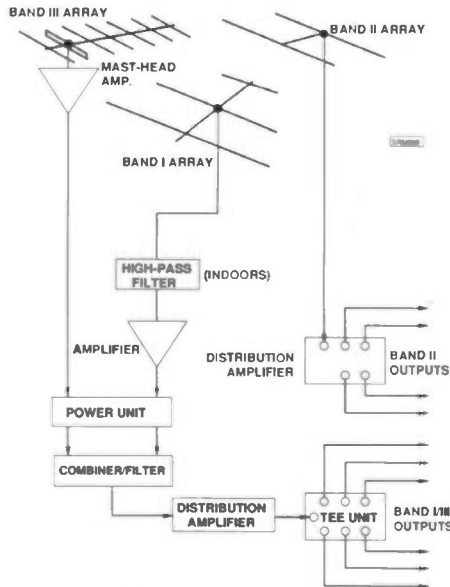 BAND III ARRAY
BAND II ARRAY
MAST-HEAD
AMP.
BAND I ARRAY
HIGH-PASS
FILTER
(INDOORS)
AMPLIFIER
DISTRIBUTION
AMPLIFIER
BAND II
OUTPUTS
POWER UNIT
COMBINER/FILTER
DISTRIBUTION
AMPLIFIER
TEE UNIT
BAND I/III
OUTPUTS